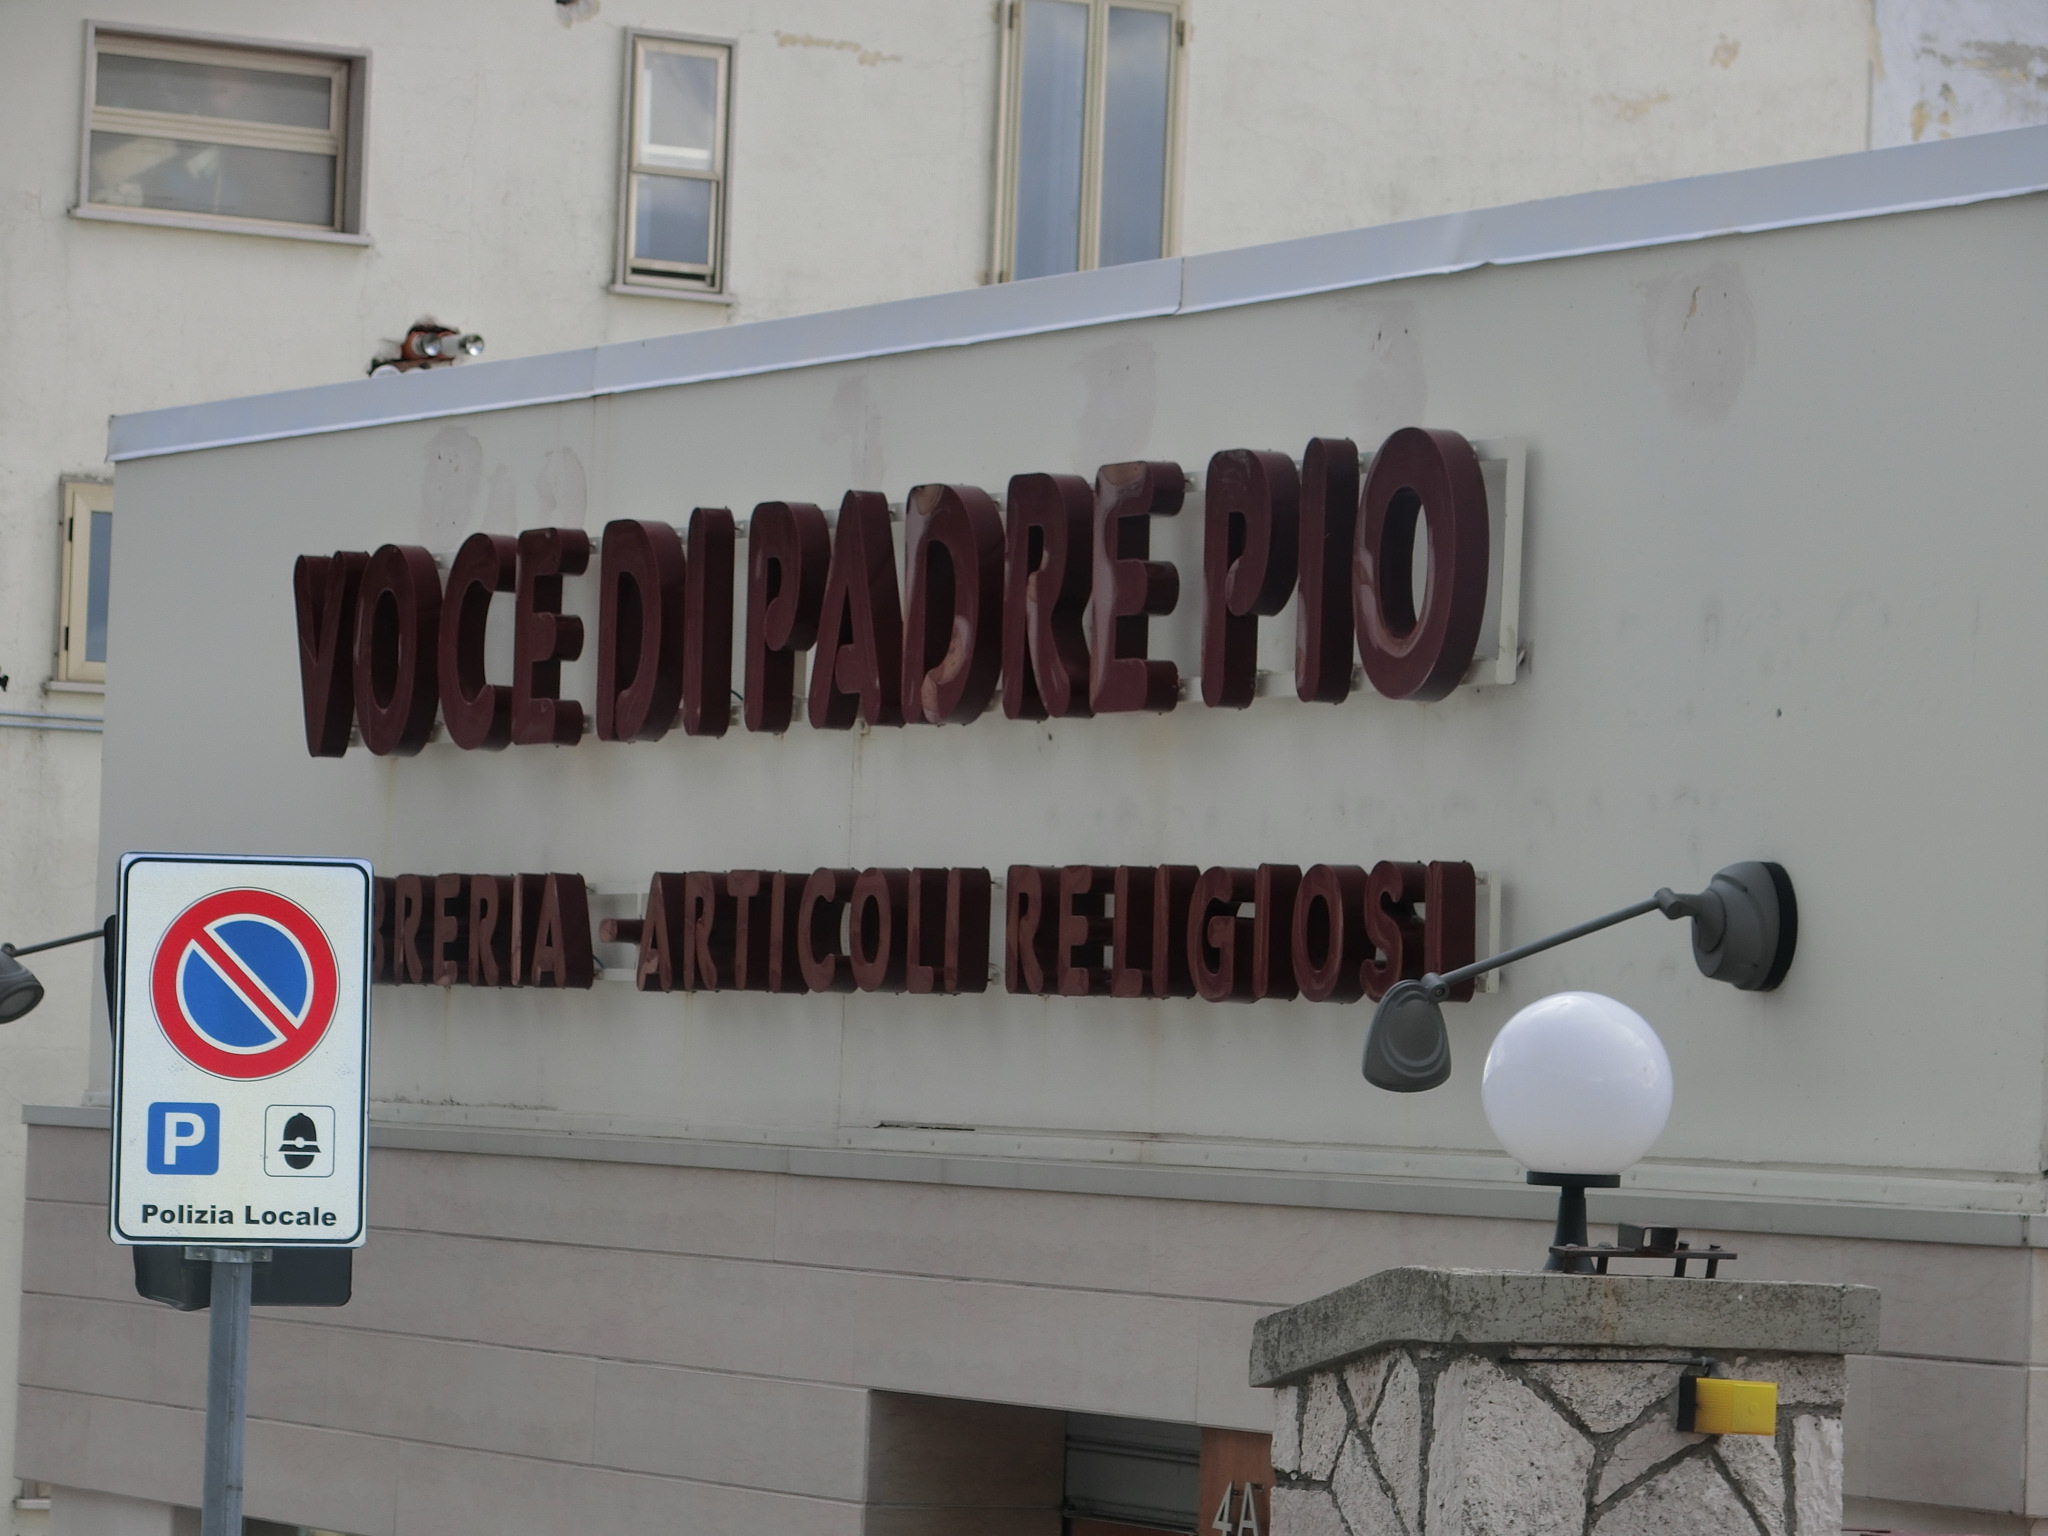 VOCE DI PADRE PIO
BRERIA - ARTICOLI RELIGIOSI
P
Polizia Locale
4A